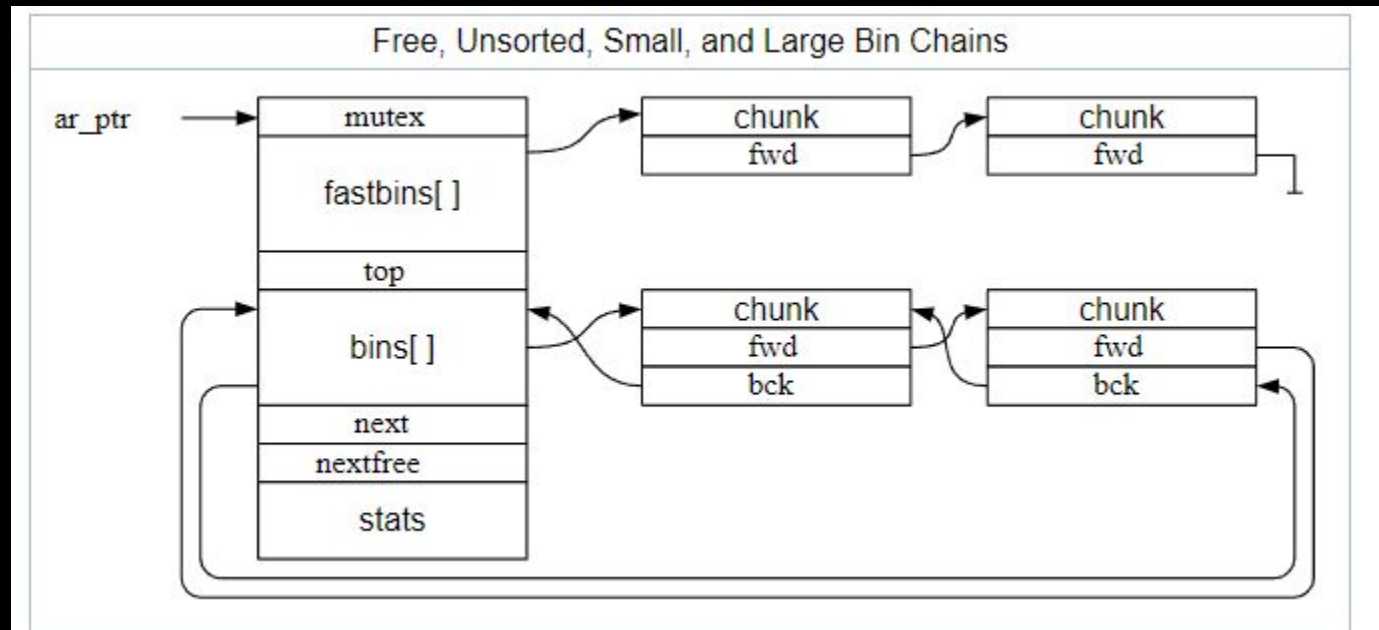 Free, Unsorted, Small, and Large Bin Chains
ar_ptr
mutex
chunk
chunk
fwd
fwd
fastbins[ ]
top
chunk
chunk
bins[ ]
fwd
fwd
bck
bck
next
nextfree
stats